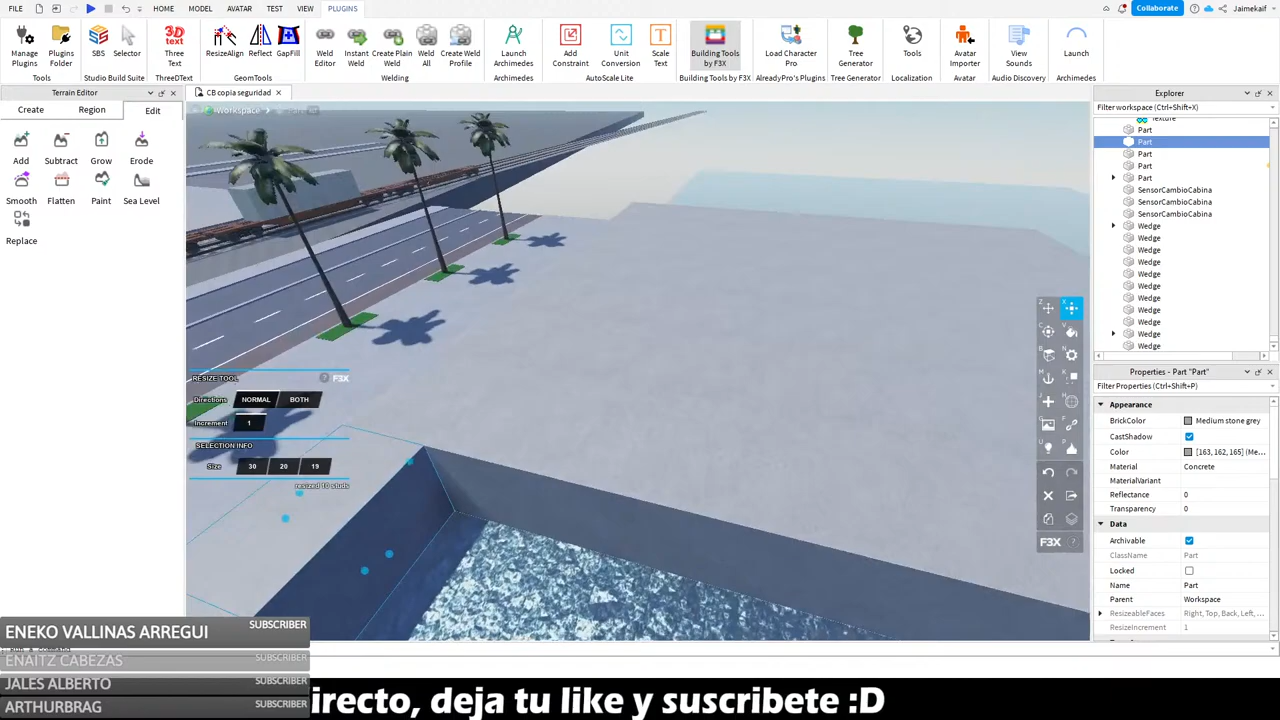 FILE HOME MODEL AVATAR TEST VIEW PLUGINS Collaborate Jaimekaif
Manage Plugins Plugins Folder SBS Selector Three Text ResizeAlign Reflect GapFill Weld Editor Instant Weld Create Plain Weld Weld All Create Weld Profile Launch Archimedes Add Constraint Unit Conversion Scale Text Building Tools by F3X Load Character Pro Tree Generator Tools Avatar Importer View Sounds Launch
3D text
Tools Studio Build Suite ThreeDText GeomTools Welding Archimedes AutoScale Lite Building Tools by F3X AlreadyPro's Plugins Tree Generator Localization Avatar Audio Discovery Archimedes
Terrain Editor
CB copia seguridad
Explorer
Create Region Edit
Workspace
Filter workspace (Ctrl+Shift+X)
Texture
Part
Part
Part
Part
Part
SensorCambioCabina
SensorCambioCabina
SensorCambioCabina
Wedge
Wedge
Wedge
Wedge
Wedge
Wedge
Wedge
Wedge
Wedge
Wedge
Wedge
Add Subtract Grow Erode
Smooth Flatten Paint Sea Level
Replace
RESIZE TOOL ? F3X
Directions NORMAL BOTH
Increment 1
SELECTION INFO
Size 30 20 19
resized 10 studs
F3X ?
Properties - Part "Part"
Filter Properties (Ctrl+Shift+P)
Appearance
BrickColor Medium stone grey
CastShadow
Color [163, 162, 165] (Me...
Material Concrete
MaterialVariant
Reflectance 0
Transparency 0
Data
Archivable
ClassName Part
Locked
Name Part
Parent Workspace
ResizeableFaces Right, Top, Back, Left, ...
ResizeIncrement 1
ENEKO VALLINAS ARREGUI SUBSCRIBER
ENAITZ CABEZAS SUBSCRIBER
JALES ALBERTO SUBSCRIBER
ARTHURBRAG SUBSCRIBER
irecto, deja tu like y suscribete :D